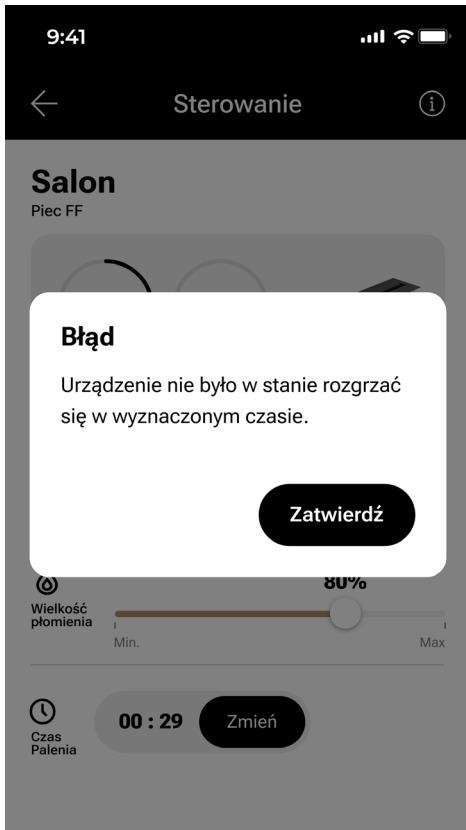 9:41
Sterowanie
Salon
Piec FF
Błąd
Urządzenie nie było w stanie rozgrzać
się w wyznaczonym czasie.
Zatwierdź
80%
Wielkość
płomienia
Min.
Max
Czas
Palenia
00 : 29
Zmień